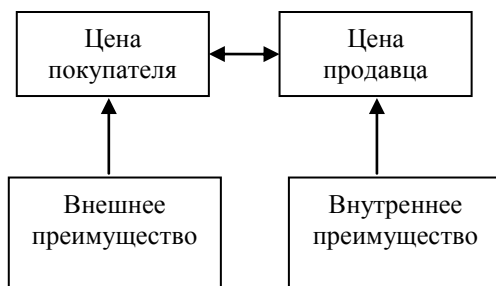 Цена
покупателя
Цена
продавца
Внешнее
преимущество
Внутреннее
преимущество